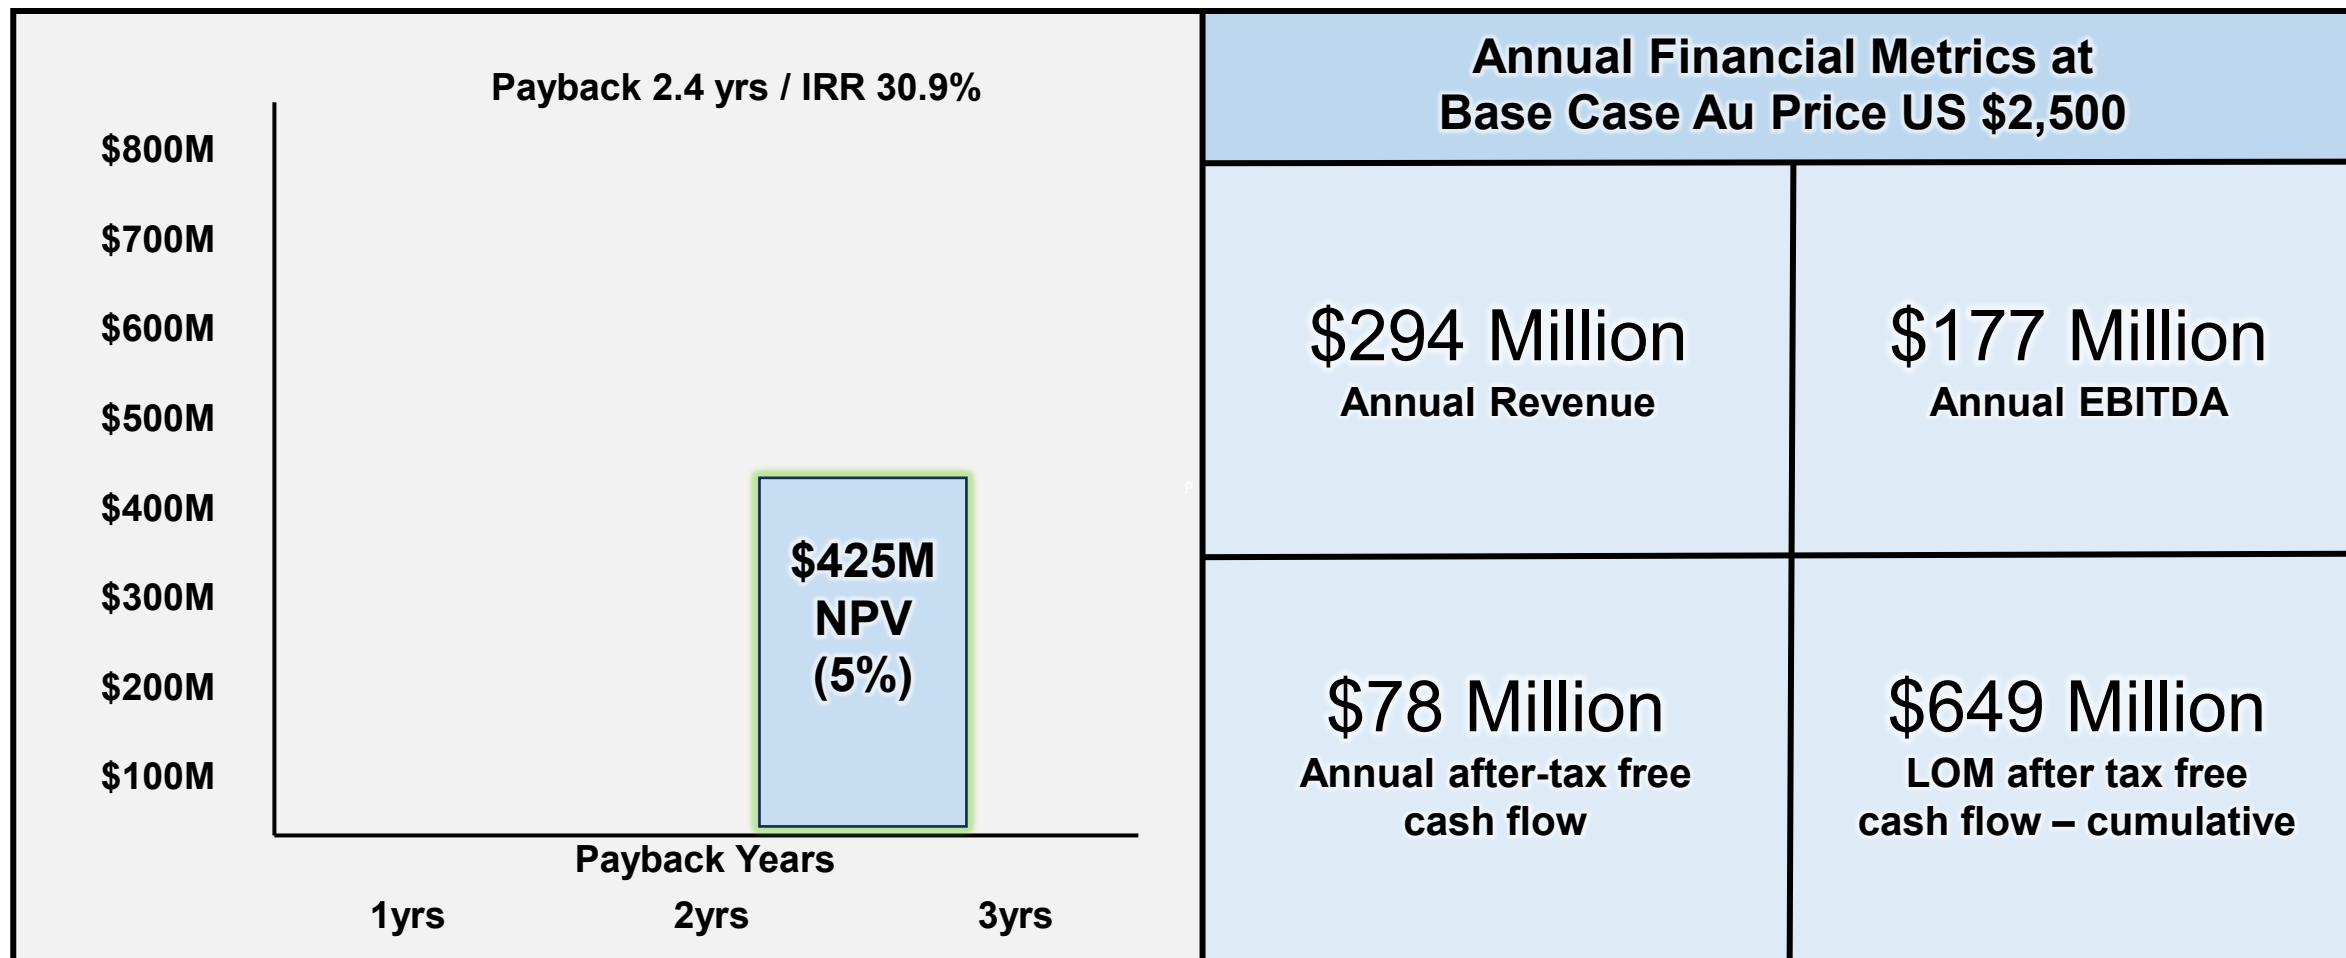 Payback 2.4 yrs / IRR 30.9%
$800M
$700M
$600M
$500M
$400M
$300M
$200M
$100M
$425M
NPV
(5%)
Payback Years
1yrs
2yrs
3yrs
Annual Financial Metrics at
Base Case Au Price US $2,500
$294 Million
Annual Revenue
$177 Million
Annual EBITDA
$78 Million
Annual after-tax free
cash flow
$649 Million
LOM after tax free
cash flow – cumulative